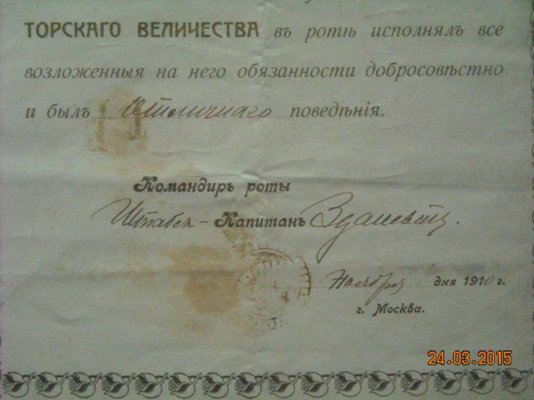 ТОРСКАГО ВЕЛИЧЕСТВА въ ротѣ исполнялъ все
возложенныя на него обязанности добросовѣстно
и былъ Отличнаго поведѣнія.
Командиръ роты
Штабсъ-Капитанъ
Ноября дня 1910 г.
г. Москва.
24.03.2015